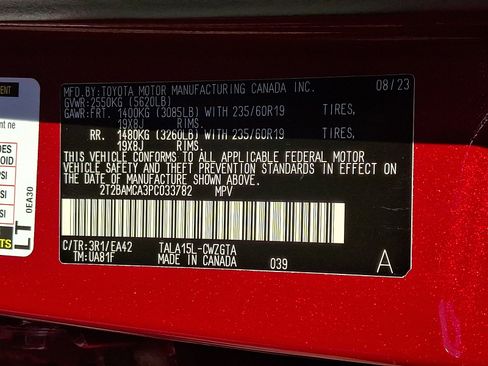 MFD.BY:TOYOTA MOTOR MANUFACTURING CANADA INC. 08/23
GVWR:2550KG (5620LB)
GAWR:FRT. 1400KG (3085LB) WITH 235/60R19 TIRES,
19X8J RIMS.
RR. 1480KG (3260LB) WITH 235/60R19 TIRES,
19X8J RIMS.
THIS VEHICLE CONFORMS TO ALL APPLICABLE FEDERAL MOTOR
VEHICLE SAFETY AND THEFT PREVENTION STANDARDS IN EFFECT ON
THE DATE OF MANUFACTURE SHOWN ABOVE.
2T2BAMCA3PC033782 MPV
C/TR:3R1/EA42 TALA15L-CWZGTA
TM:UA81F MADE IN CANADA 039 A
0EA30
LT